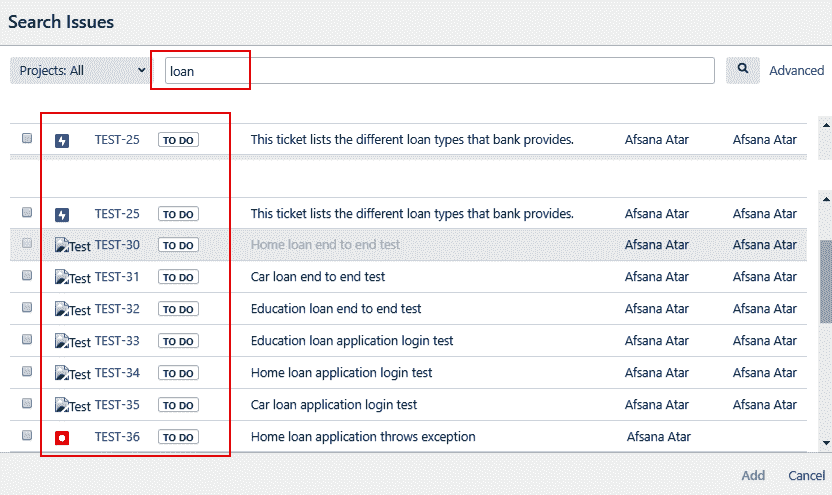 Search Issues
Projects: All loan Advanced
TEST-25 TO DO This ticket lists the different loan types that bank provides. Afsana Atar Afsana Atar
TEST-25 TO DO This ticket lists the different loan types that bank provides. Afsana Atar Afsana Atar
Test TEST-30 TO DO Home loan end to end test Afsana Atar Afsana Atar
Test TEST-31 TO DO Car loan end to end test Afsana Atar Afsana Atar
Test TEST-32 TO DO Education loan end to end test Afsana Atar Afsana Atar
Test TEST-33 TO DO Education loan application login test Afsana Atar Afsana Atar
Test TEST-34 TO DO Home loan application login test Afsana Atar Afsana Atar
Test TEST-35 TO DO Car loan application login test Afsana Atar Afsana Atar
TEST-36 TO DO Home loan application throws exception Afsana Atar
Add Cancel